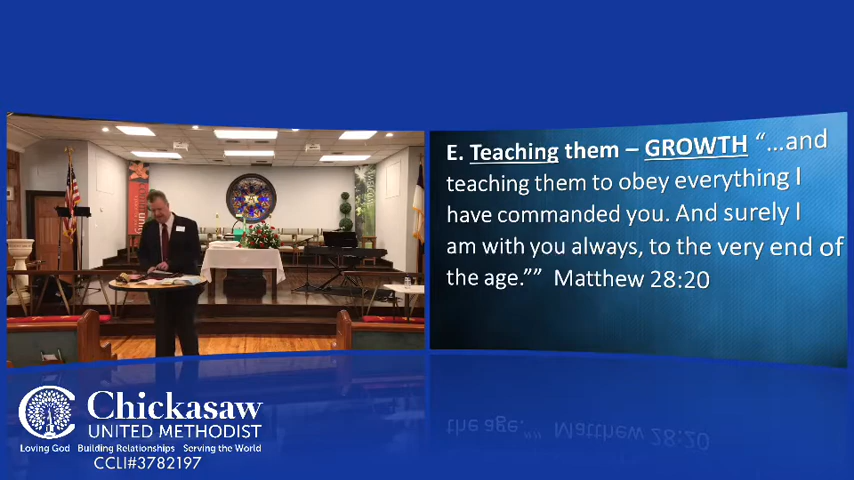 E. Teaching them – GROWTH “...and
teaching them to obey everything I
have commanded you. And surely I
am with you always, to the very end of
the age.”” Matthew 28:20
Chickasaw
UNITED METHODIST
Loving God Building Relationships Serving the World
CCLI#3782197